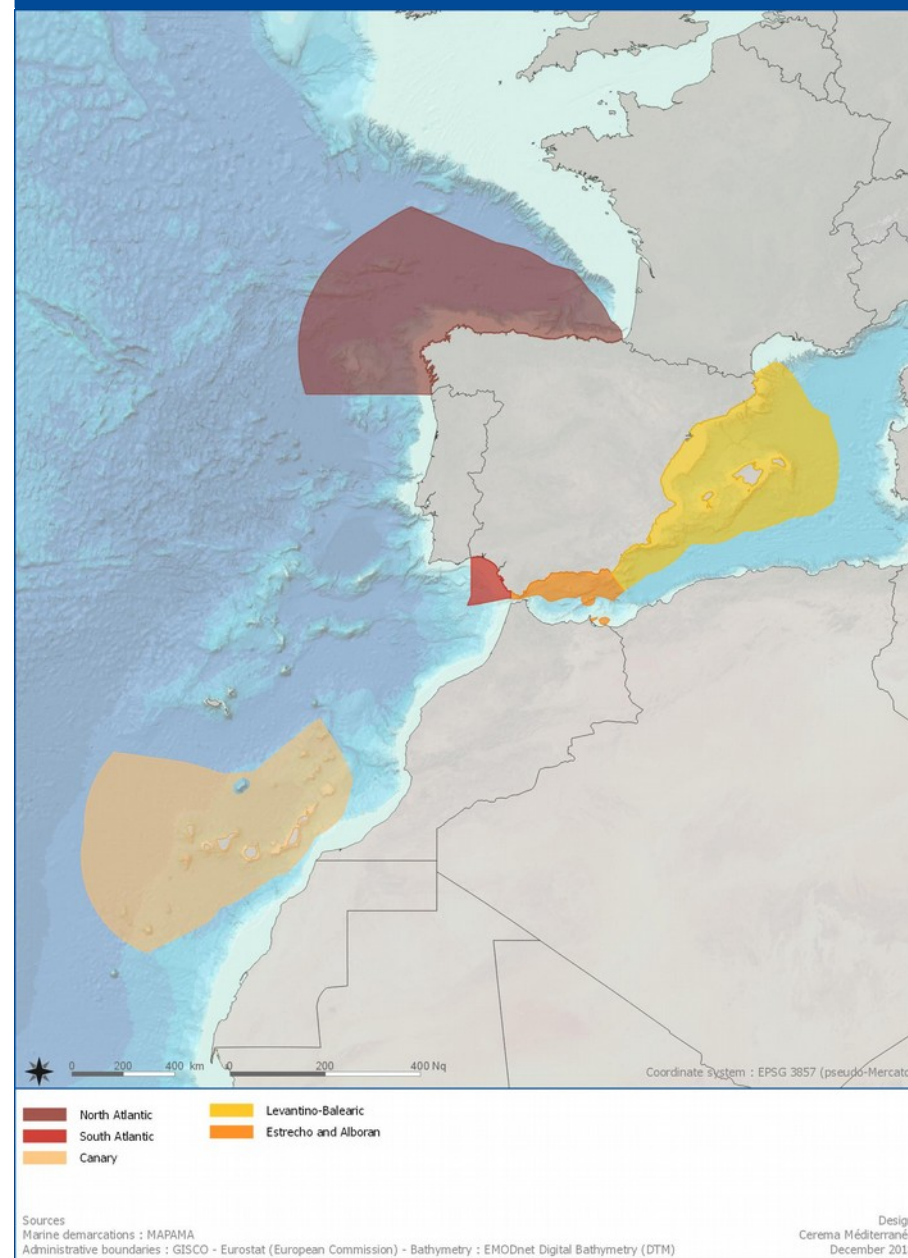 0 200 400 km 0 200 400 Nq
Coordinate system : EPSG 3857 (pseudo-Mercato
North Atlantic
South Atlantic
Canary
Levantino-Balearic
Estrecho and Alboran
Sources
Marine demarcations : MAPAMA
Administrative boundaries : GISCO - Eurostat (European Commission) - Bathymetry : EMODnet Digital Bathymetry (DTM)
Desig
Cerema Méditerrané
December 201